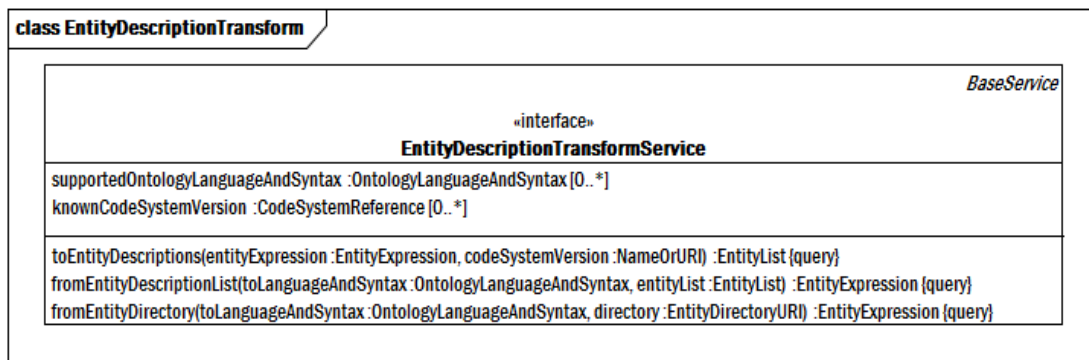 class EntityDescriptionTransform
BaseService
«interface»
EntityDescriptionTransformService
supportedOntologyLanguageAndSyntax :OntologyLanguageAndSyntax [0..*]
knownCodeSystemVersion :CodeSystemReference [0..*]
toEntityDescriptions(entityExpression :EntityExpression, codeSystemVersion :NameOrURI) :EntityList {query}
fromEntityDescriptionList(toLanguageAndSyntax :OntologyLanguageAndSyntax, entityList :EntityList) :EntityExpression {query}
fromEntityDirectory(toLanguageAndSyntax :OntologyLanguageAndSyntax, directory :EntityDirectoryURI) :EntityExpression {query}